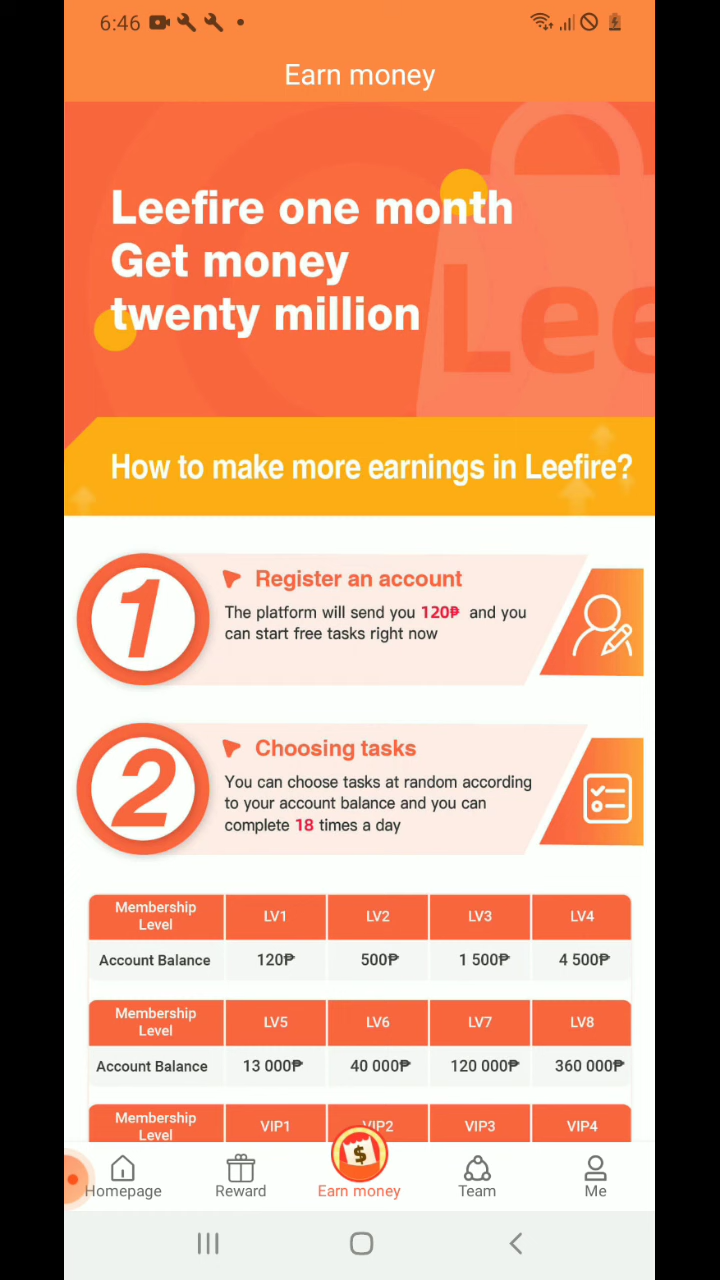 6:46
Earn money
Leefire one month
Get money
twenty million
Lee
How to make more earnings in Leefire?
1
Register an account
The platform will send you 120₱ and you
can start free tasks right now
2
Choosing tasks
You can choose tasks at random according
to your account balance and you can
complete 18 times a day
Membership Level LV1 LV2 LV3 LV4
Account Balance 120₱ 500₱ 1 500₱ 4 500₱
Membership Level LV5 LV6 LV7 LV8
Account Balance 13 000₱ 40 000₱ 120 000₱ 360 000₱
Membership Level VIP1 VIP2 VIP3 VIP4
$
Homepage Reward Earn money Team Me